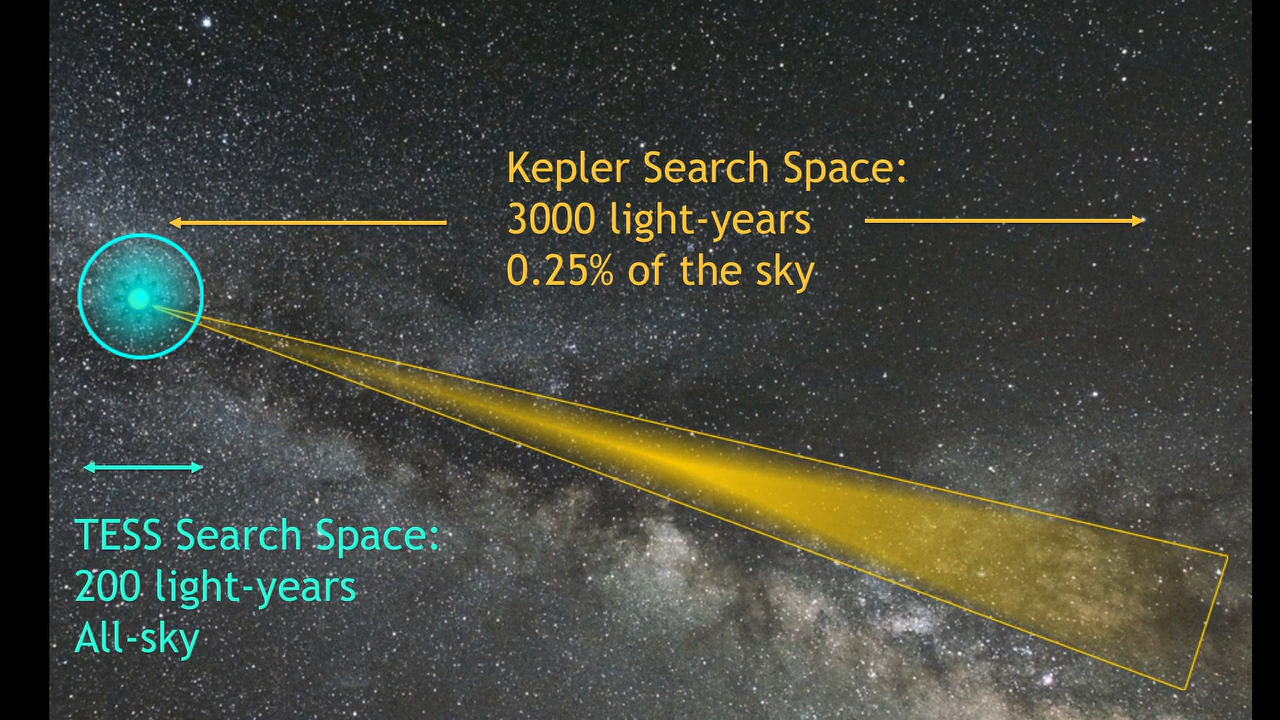 Kepler Search Space:
3000 light-years
0.25% of the sky
TESS Search Space:
200 light-years
All-sky